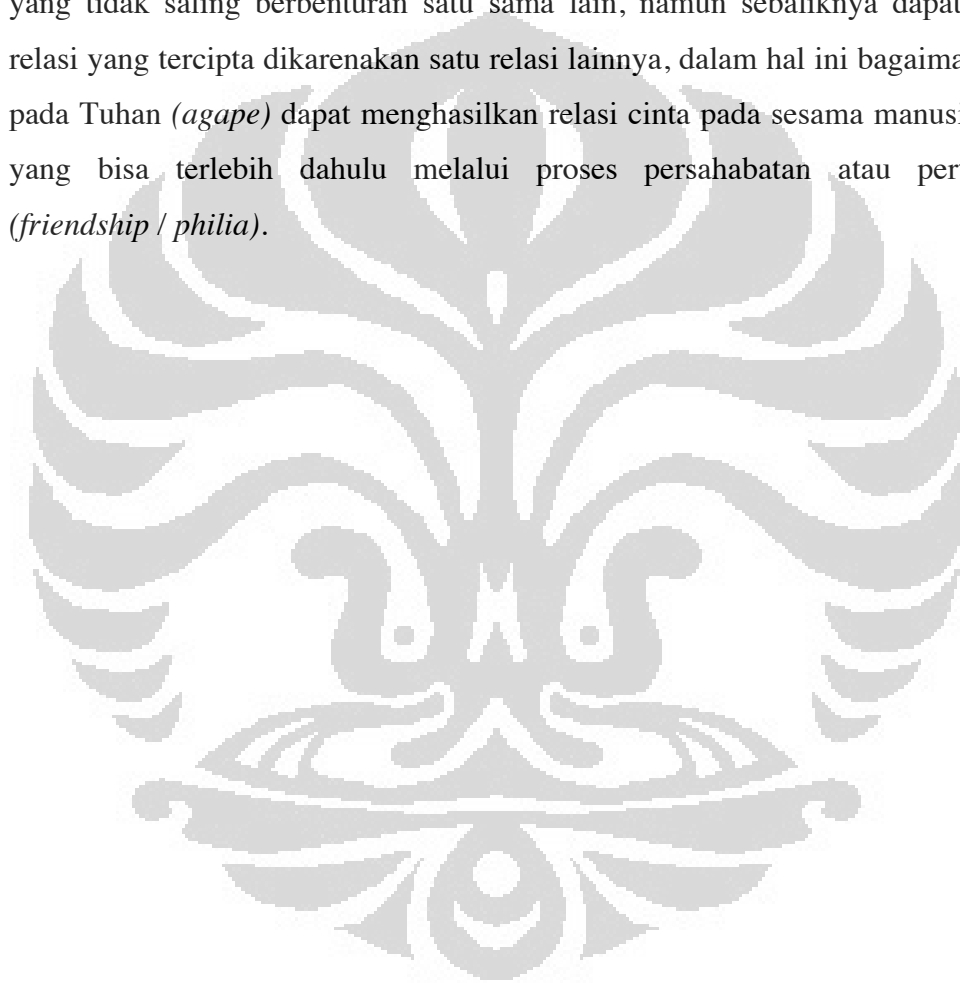 yang tidak saling berbenturan satu sama lain, namun sebaliknya dapat
relasi yang tercipta dikarenakan satu relasi lainnya, dalam hal ini bagaima
pada Tuhan (agape) dapat menghasilkan relasi cinta pada sesama manusi
yang bisa terlebih dahulu melalui proses persahabatan atau per
(friendship / philia).